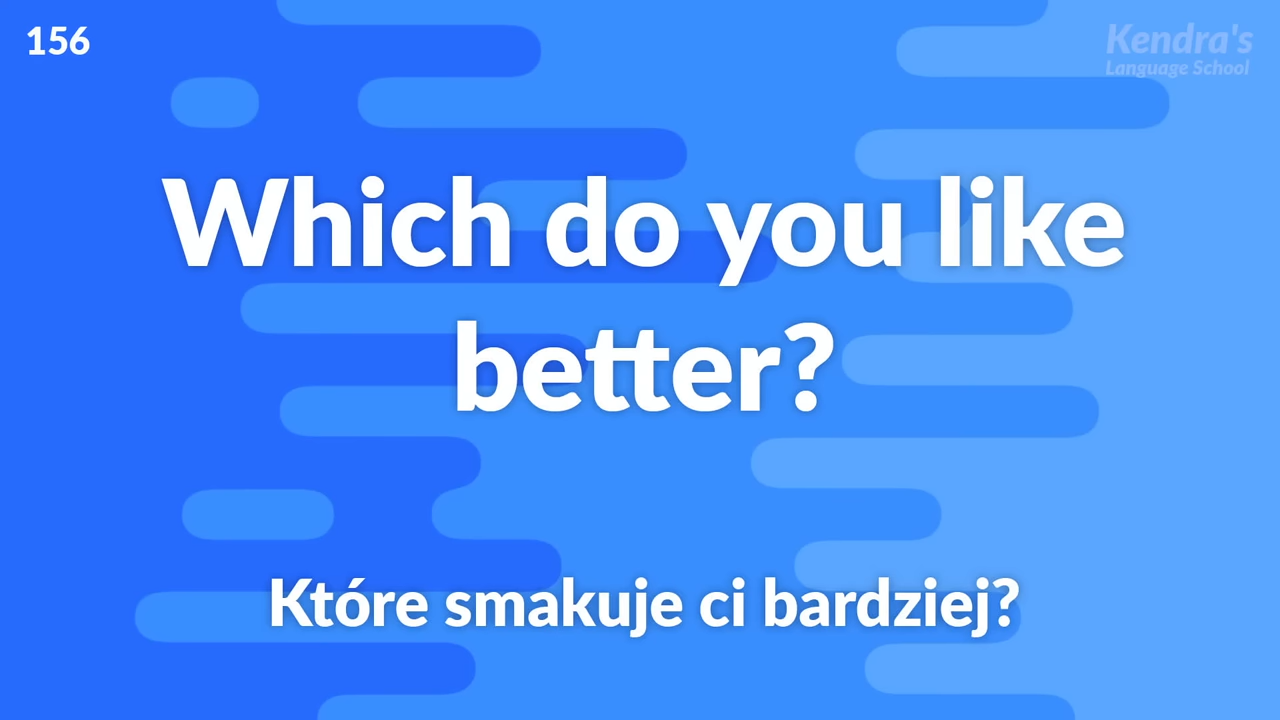 156
Kendra's
Language School
Which do you like
better?
Które smakuje ci bardziej?